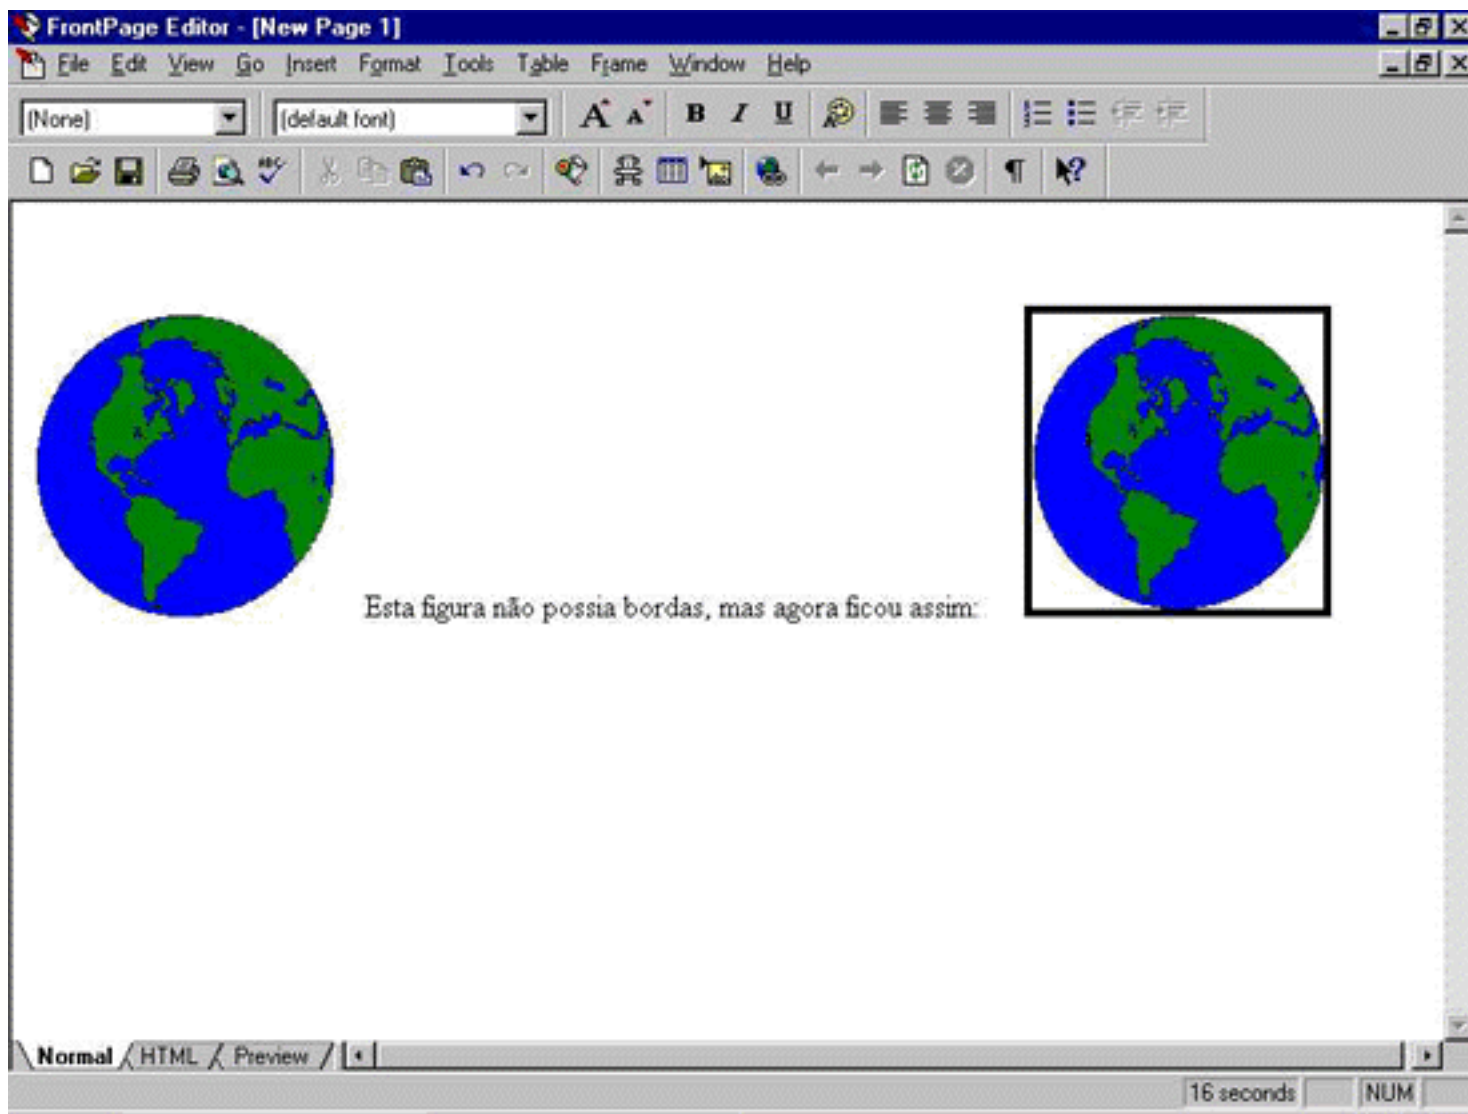 FrontPage Editor - [New Page 1]
File Edit View Go Insert Format Tools Table Frame Window Help
(None) (default font) A A B I U
ABC
Esta figura não possia bordas, mas agora ficou assim:
Normal HTML Preview
16 seconds NUM